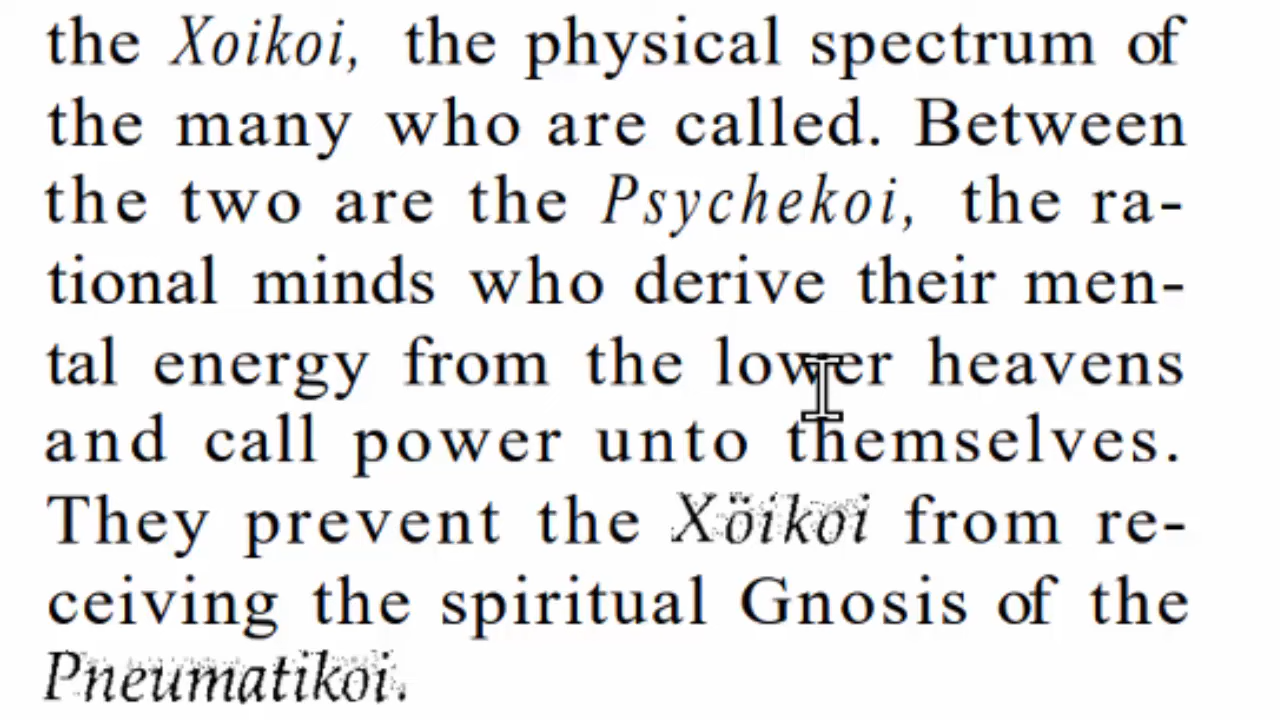 the Xoikoi, the physical spectrum of
the many who are called. Between
the two are the Psychekoi, the ra-
tional minds who derive their men-
tal energy from the lower heavens
and call power unto themselves.
They prevent the Xöikoi from re-
ceiving the spiritual Gnosis of the
Pneumatikoi.